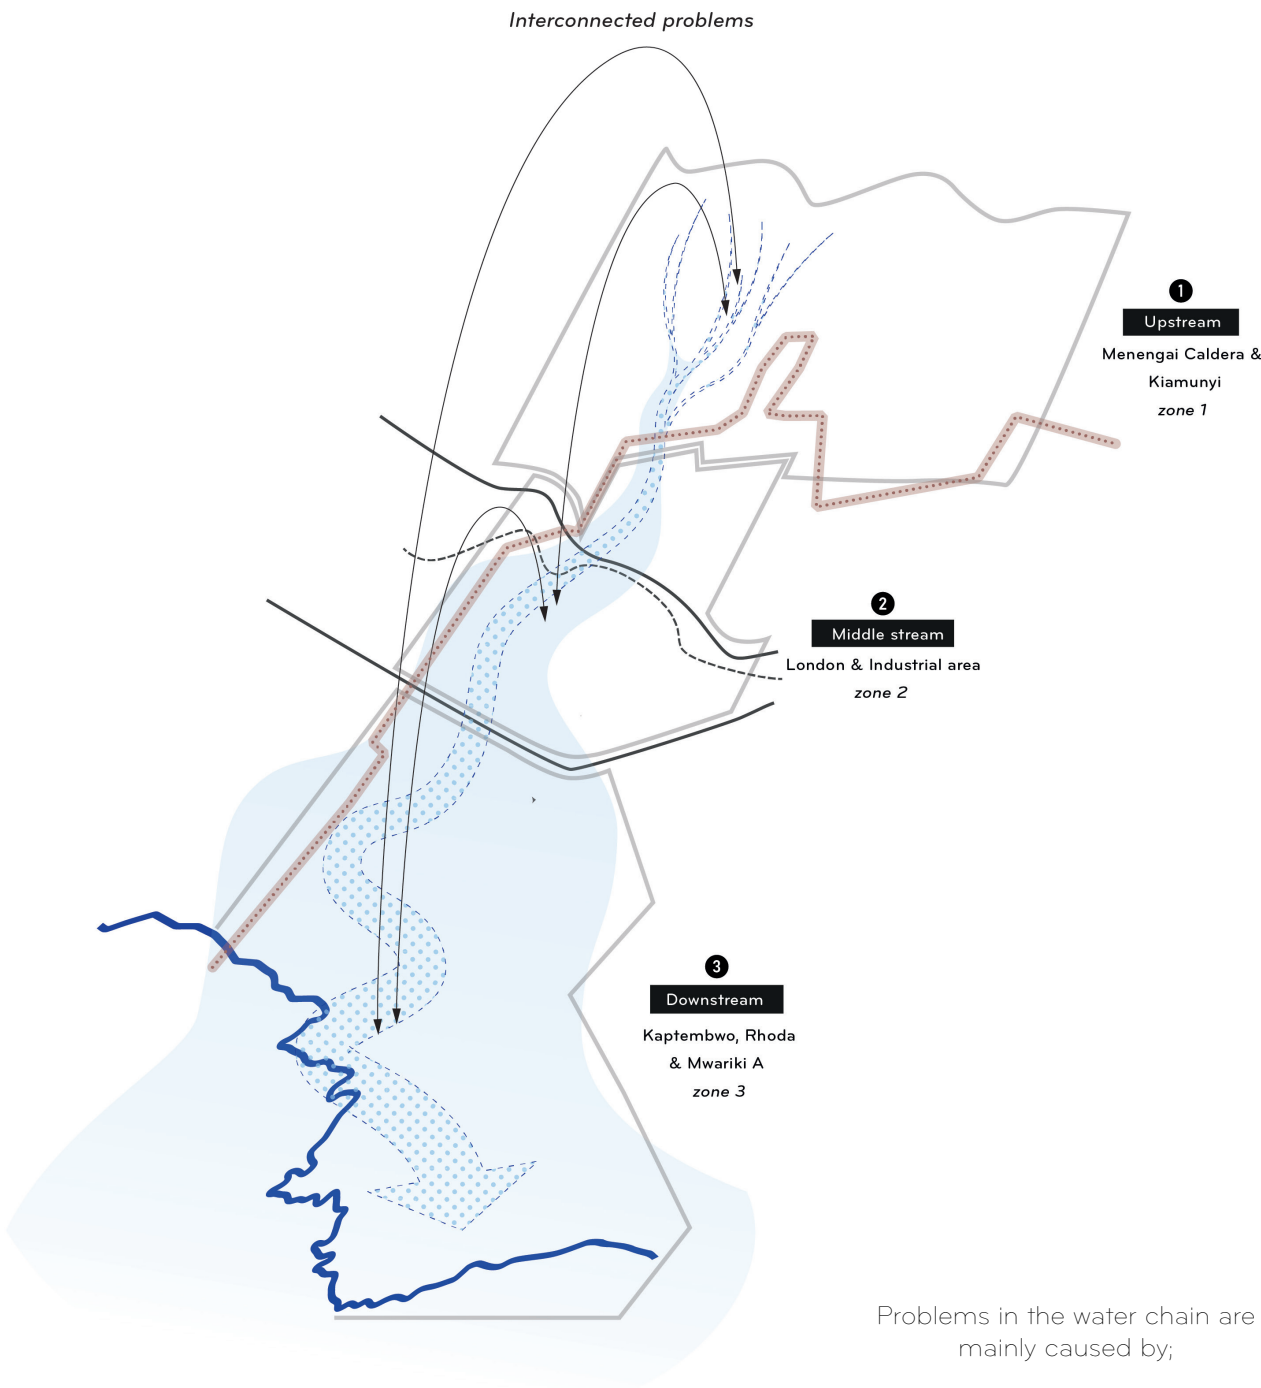 Interconnected problems
1
Upstream
Menengai Caldera &
Kiamunyi
zone 1
2
Middle stream
London & Industrial area
zone 2
3
Downstream
Kaptembwo, Rhoda
& Mwariki A
zone 3
Problems in the water chain are
mainly caused by;